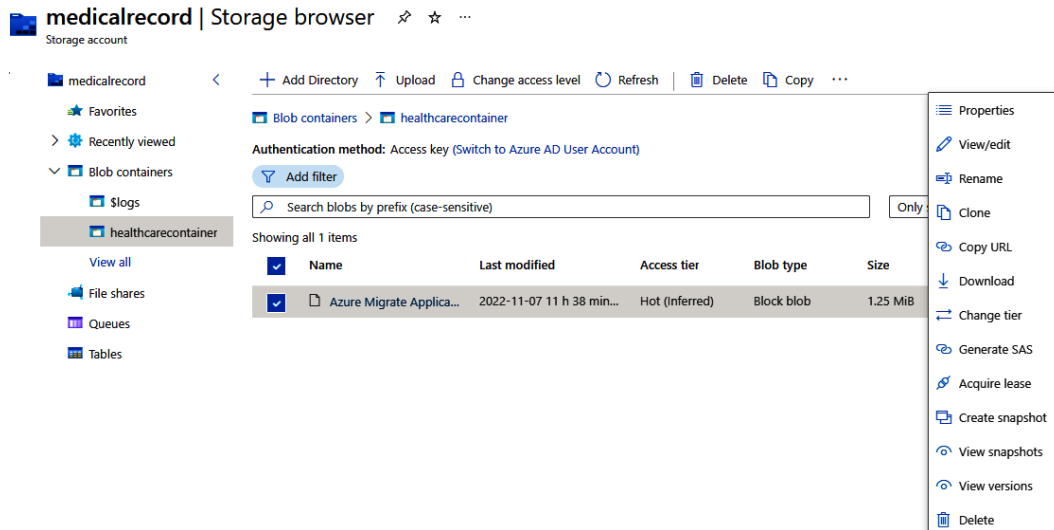 medicalrecord | Storage browser
Storage account
medicalrecord
Favorites
Recently viewed
Blob containers
$logs
healthcarecontainer
View all
File shares
Queues
Tables
Add Directory Upload Change access level Refresh Delete Copy
Blob containers > healthcarecontainer
Authentication method: Access key (Switch to Azure AD User Account)
Add filter
Search blobs by prefix (case-sensitive) Only
Showing all 1 items
Name Last modified Access tier Blob type Size
Azure Migrate Applica... 2022-11-07 11 h 38 min... Hot (Inferred) Block blob 1.25 MiB
Properties
View/edit
Rename
Clone
Copy URL
Download
Change tier
Generate SAS
Acquire lease
Create snapshot
View snapshots
View versions
Delete